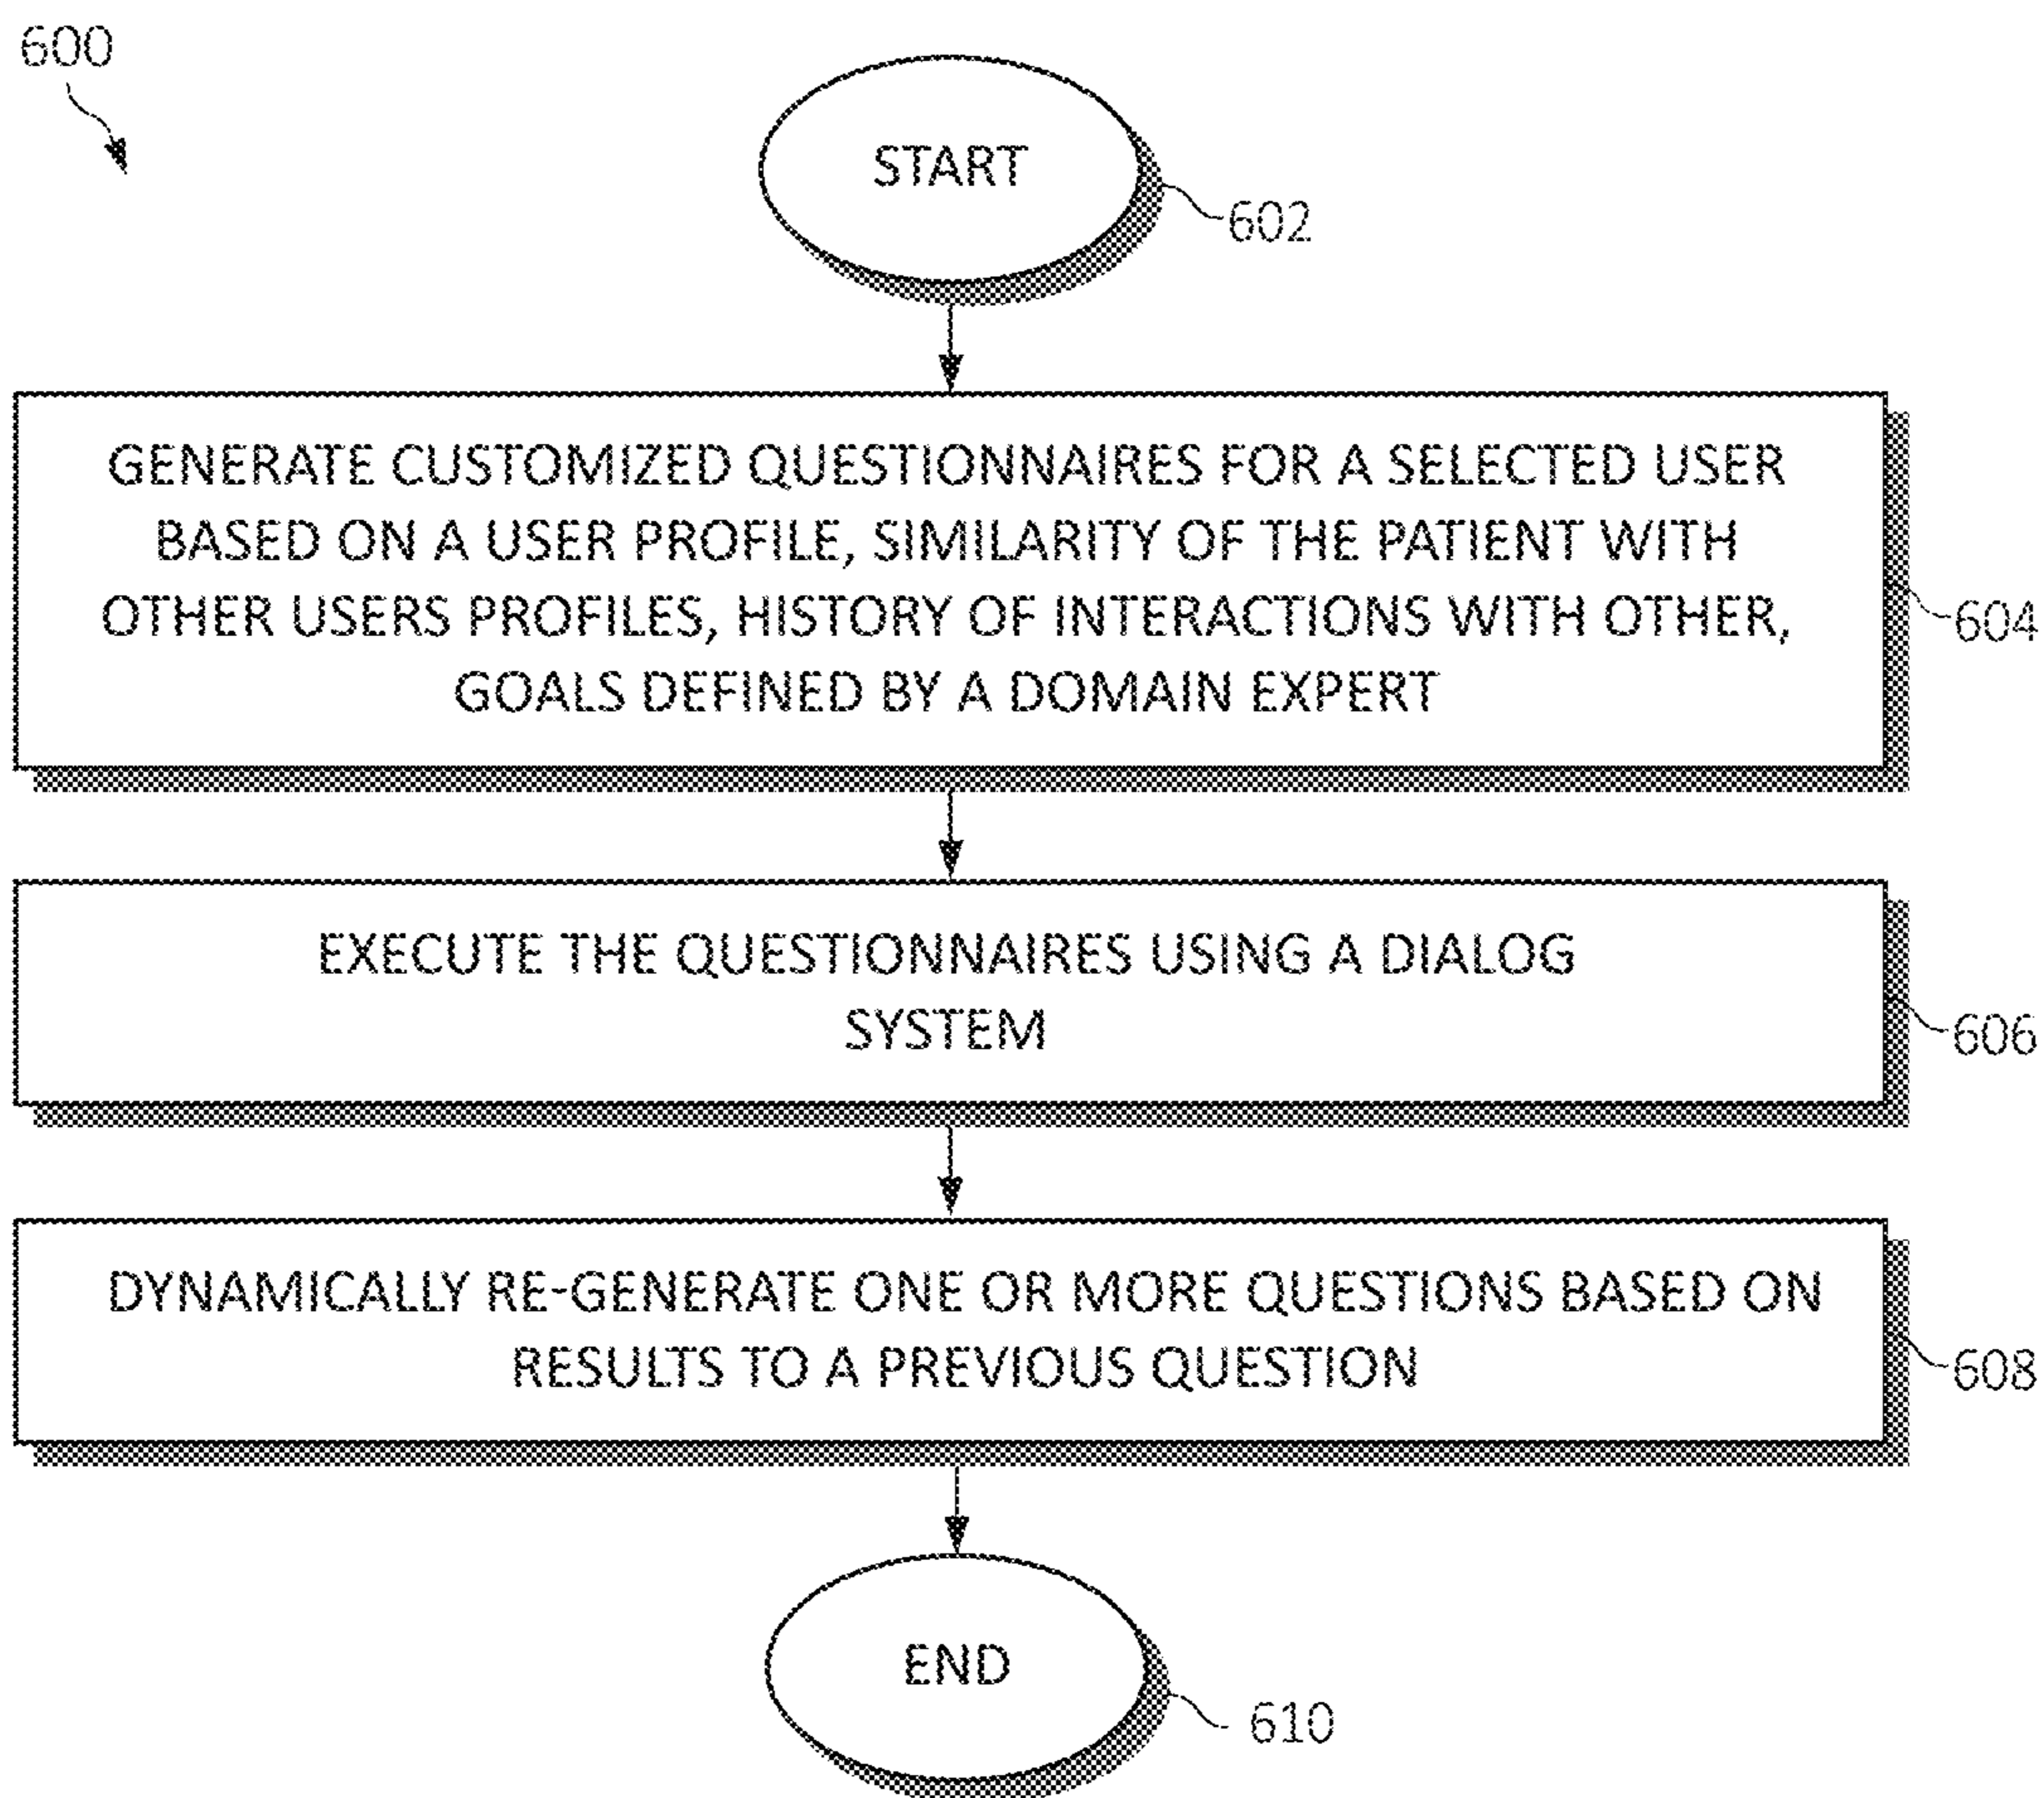 600
START
602
GENERATE CUSTOMIZED QUESTIONNAIRES FOR A SELECTED USER
BASED ON A USER PROFILE, SIMILARITY OF THE PATIENT WITH
OTHER USERS PROFILES, HISTORY OF INTERACTIONS WITH OTHER,
GOALS DEFINED BY A DOMAIN EXPERT
604
EXECUTE THE QUESTIONNAIRES USING A DIALOG
SYSTEM
606
DYNAMICALLY RE-GENERATE ONE OR MORE QUESTIONS BASED ON
RESULTS TO A PREVIOUS QUESTION
608
END
610